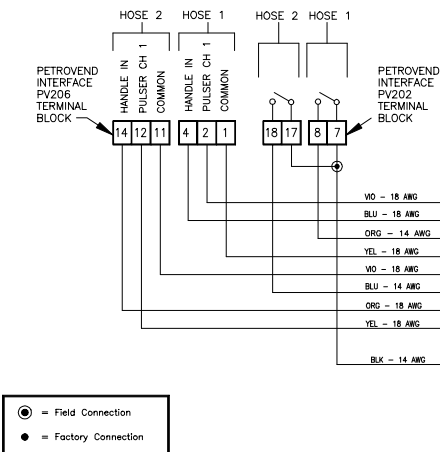 HOSE 2
HOSE 1
HOSE 2
HOSE 1
PETROVEND
INTERFACE
PV206
TERMINAL
BLOCK
HANDLE IN
PULSER CH 1
COMMON
HANDLE IN
PULSER CH 1
COMMON
PETROVEND
INTERFACE
PV202
TERMINAL
BLOCK
14 12 11
4 2 1
18 17
8 7
VIO - 18 AWG
BLU - 18 AWG
ORG - 14 AWG
YEL - 18 AWG
VIO - 18 AWG
BLU - 14 AWG
ORG - 18 AWG
YEL - 18 AWG
BLK - 14 AWG
= Field Connection
= Factory Connection